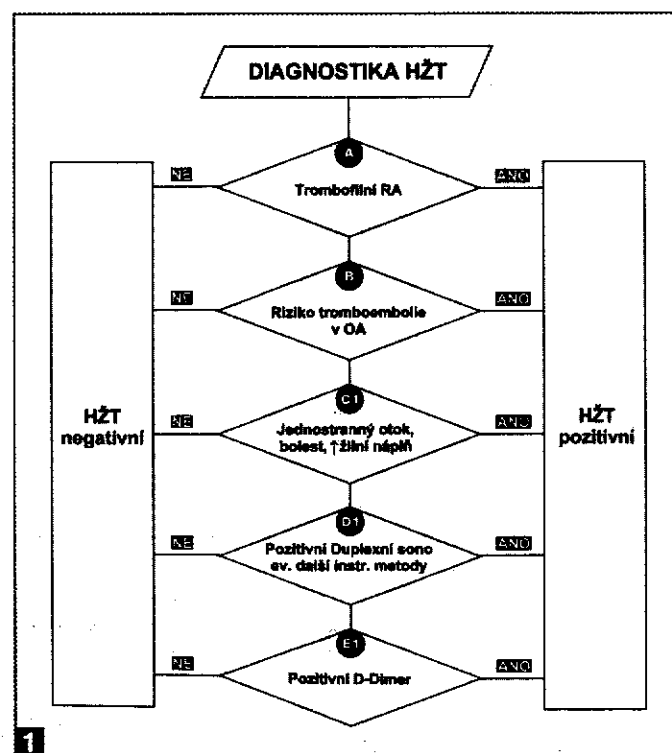 DIAGNOSTIKA HŽT
A
NE
Trombofilní RA
ANO
B
NE
Riziko tromboembolie
v OA
ANO
C1
HŽT
negativní
NE
Jednostranný otok,
bolest, ↑žilní náplň
ANO
HŽT
pozitivní
D1
NE
Pozitivní Duplexní sono
ev. další instr. metody
ANO
E1
NE
Pozitivní D-Dimer
ANO
1